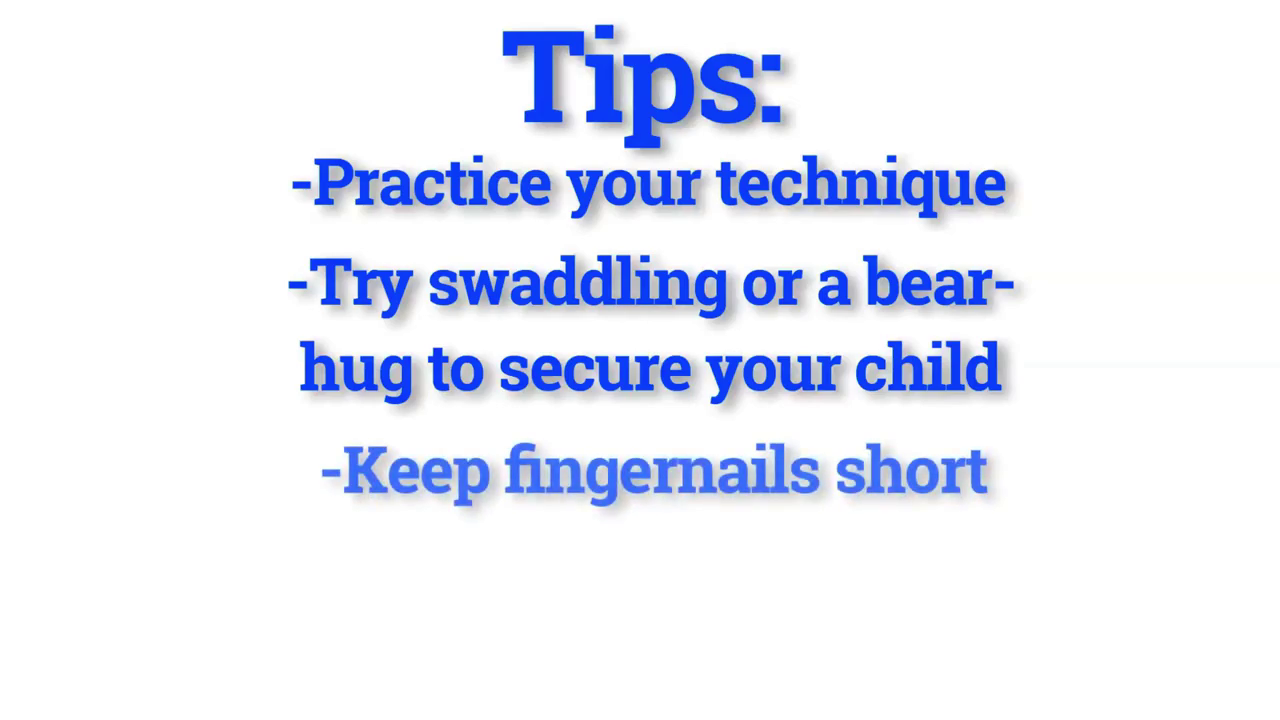 Tips:
-Practice your technique
-Try swaddling or a bear-
hug to secure your child
-Keep fingernails short